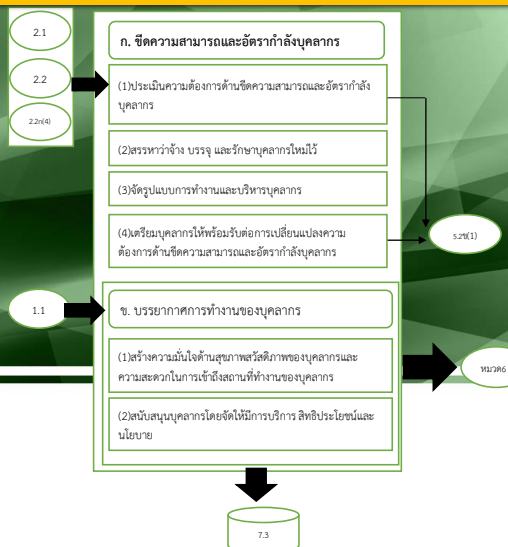 2.1
2.2
2.2ก(4)
ก. ขีดความสามารถและอัตรากำลังบุคลากร
(1)ประเมินความต้องการด้านขีดความสามารถและอัตรากำลัง
บุคลากร
(2)สรรหาว่าจ้าง บรรจุ และรักษาบุคลากรใหม่ไว้
(3)จัดรูปแบบการทำงานและบริหารบุคลากร
(4)เตรียมบุคลากรให้พร้อมรับต่อการเปลี่ยนแปลงความ
ต้องการด้านขีดความสามารถและอัตรากำลังบุคลากร
5.2ข(1)
1.1
ข. บรรยากาศการทำงานของบุคลากร
(1)สร้างความมั่นใจด้านสุขภาพสวัสดิภาพของบุคลากรและ
ความสะดวกในการเข้าถึงสถานที่ทำงานของบุคลากร
หมวด6
(2)สนับสนุนบุคลากรโดยจัดให้มีการบริการ สิทธิประโยชน์และ
นโยบาย
7.3